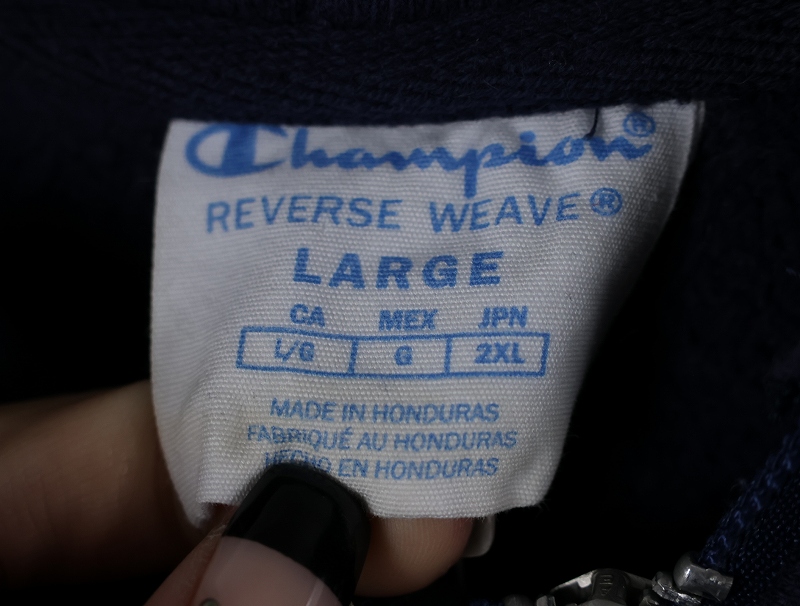 Champion®
REVERSE WEAVE®
LARGE
CA MEX JPN
L/G G 2XL
MADE IN HONDURAS
FABRIQUÉ AU HONDURAS
HECHO EN HONDURAS